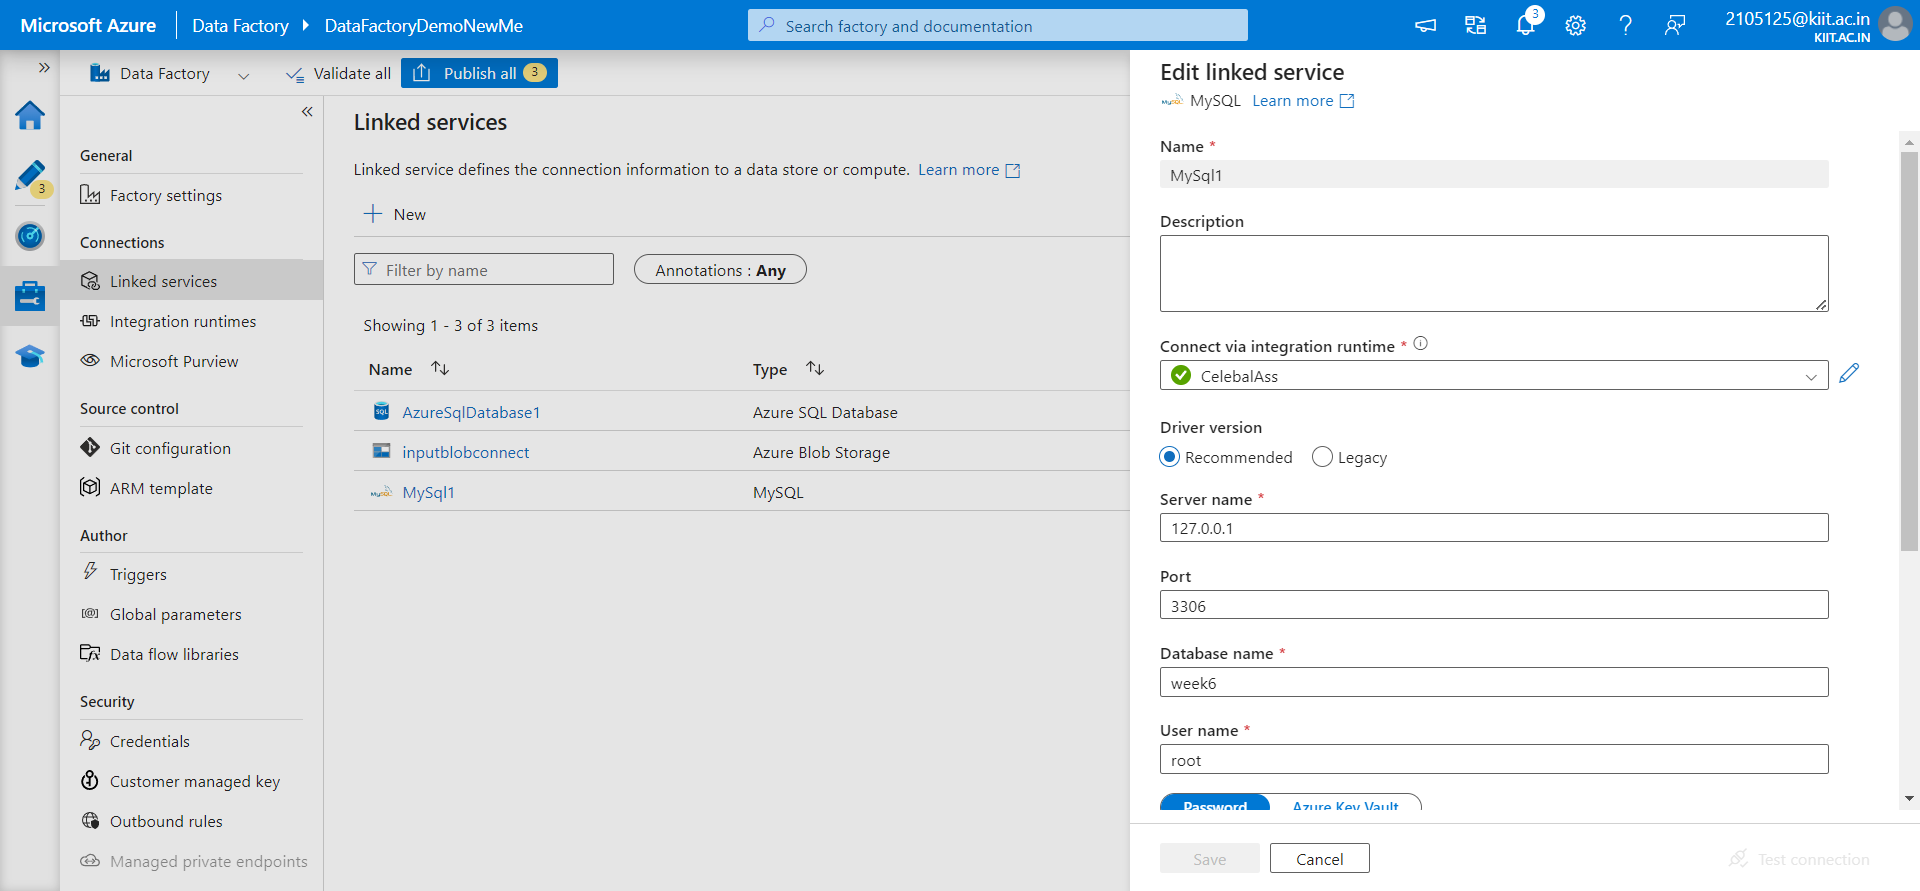 Microsoft Azure
Data Factory
DataFactoryDemoNewMe
Search factory and documentation
3
2105125@kiit.ac.in
KIIT.AC.IN
Data Factory
Validate all
Publish all 3
3
General
Factory settings
Connections
Linked services
Integration runtimes
Microsoft Purview
Source control
Git configuration
ARM template
Author
Triggers
Global parameters
Data flow libraries
Security
Credentials
Customer managed key
Outbound rules
Managed private endpoints
Linked services
Linked service defines the connection information to a data store or compute. Learn more
New
Filter by name
Annotations : Any
Showing 1 - 3 of 3 items
Name Type
AzureSqlDatabase1 Azure SQL Database
inputblobconnect Azure Blob Storage
MySql1 MySQL
Edit linked service
MySQL Learn more
Name *
MySql1
Description
Connect via integration runtime *
CelebalAss
Driver version
Recommended Legacy
Server name *
127.0.0.1
Port
3306
Database name *
week6
User name *
root
Password Azure Key Vault
Save Cancel Test connection